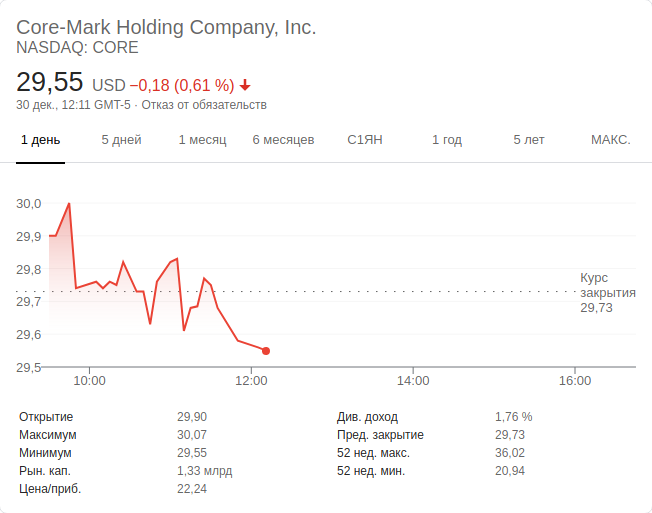 Core-Mark Holding Company, Inc.
NASDAQ: CORE
29,55 USD −0,18 (0,61 %)
30 дек., 12:11 GMT-5 · Отказ от обязательств
1 день 5 дней 1 месяц 6 месяцев С1ЯН 1 год 5 лет МАКС.
30,0
29,9
29,8
29,7
29,6
29,5
Курс
закрытия
29,73
10:00 12:00 14:00 16:00
Открытие 29,90 Див. доход 1,76 %
Максимум 30,07 Пред. закрытие 29,73
Минимум 29,55 52 нед. макс. 36,02
Рын. кап. 1,33 млрд 52 нед. мин. 20,94
Цена/приб. 22,24